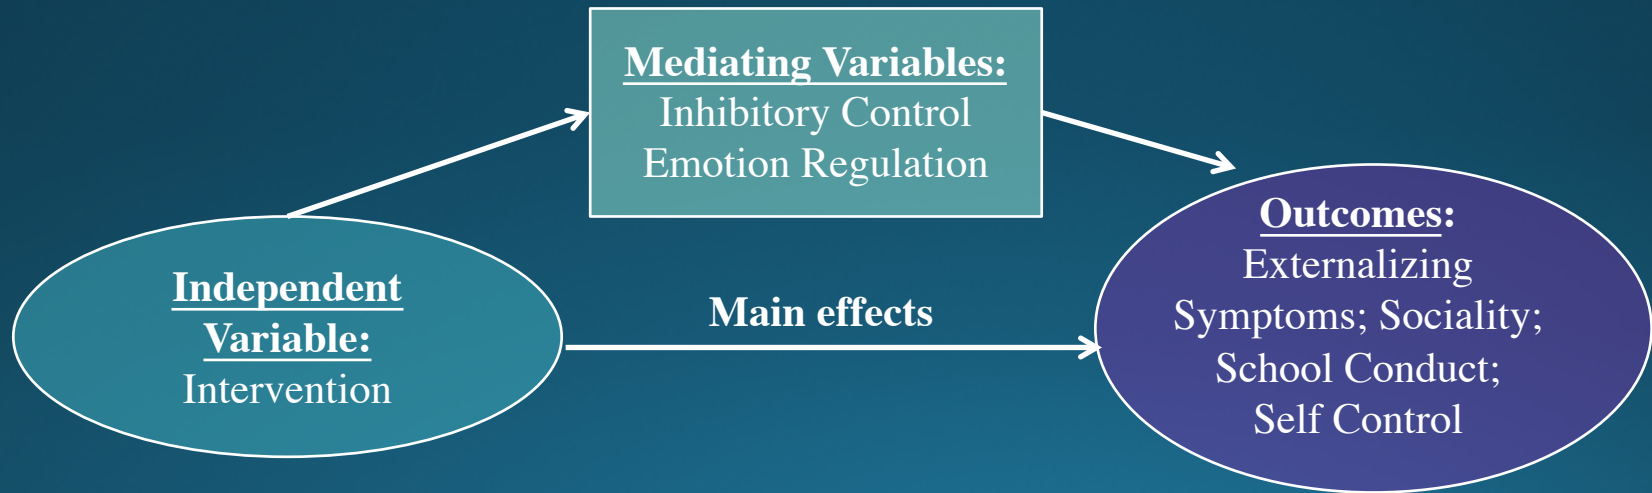 Mediating Variables:
Inhibitory Control
Emotion Regulation
Independent
Variable:
Intervention
Main effects
Outcomes:
Externalizing
Symptoms; Sociality;
School Conduct;
Self Control